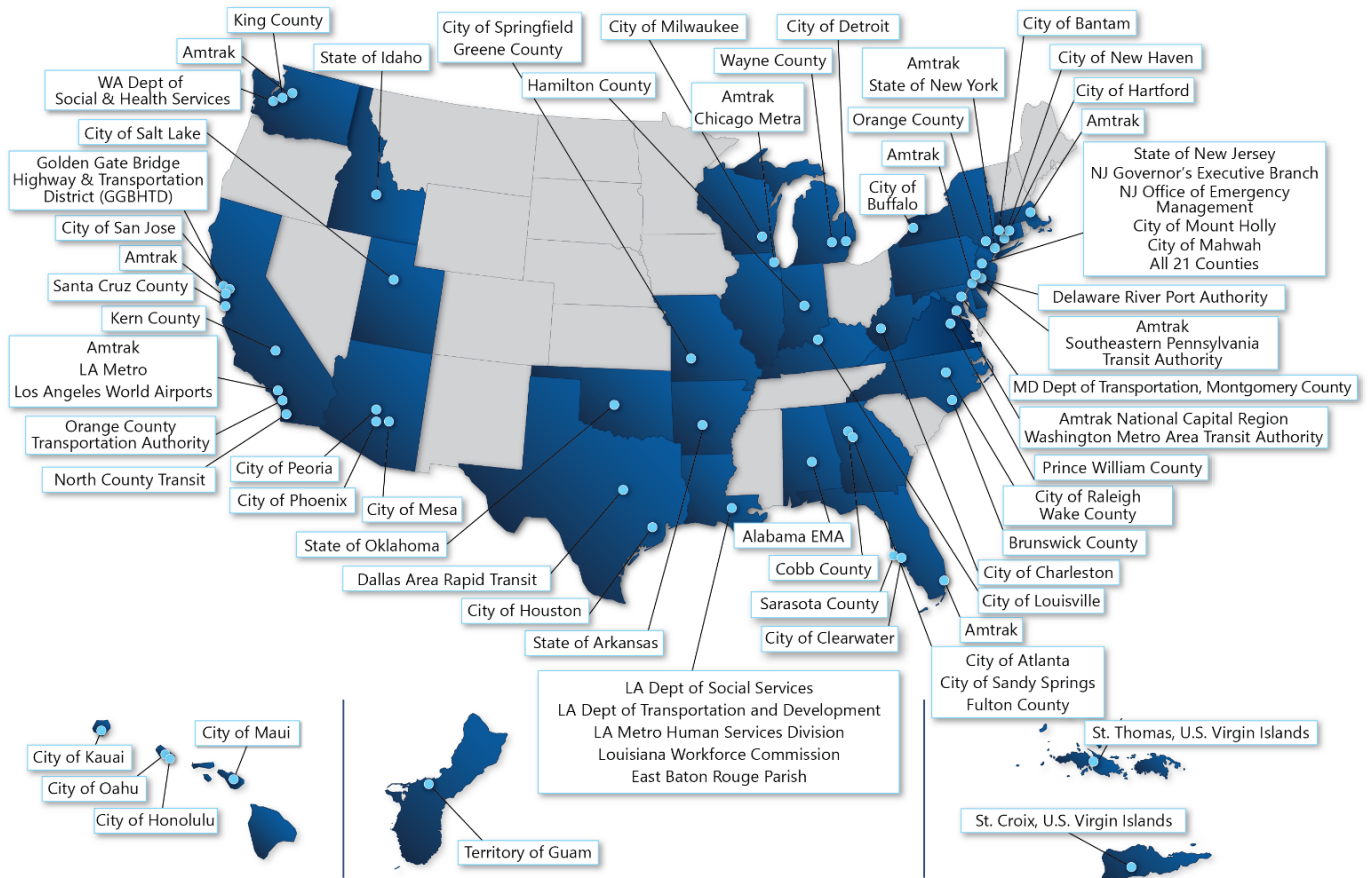 King County
Amtrak
WA Dept of
Social & Health Services
State of Idaho
City of Salt Lake
Golden Gate Bridge
Highway & Transportation
District (GGBHTD)
City of San Jose
Amtrak
Santa Cruz County
Kern County
Amtrak
LA Metro
Los Angeles World Airports
Orange County
Transportation Authority
North County Transit
City of Peoria
City of Phoenix
City of Mesa
State of Oklahoma
Dallas Area Rapid Transit
City of Houston
State of Arkansas
City of Springfield
Greene County
Hamilton County
City of Milwaukee
Amtrak
Chicago Metra
Wayne County
City of Detroit
City of
Buffalo
Amtrak
Orange County
Amtrak
State of New York
City of Bantam
City of New Haven
City of Hartford
Amtrak
State of New Jersey
NJ Governor's Executive Branch
NJ Office of Emergency
Management
City of Mount Holly
City of Mahwah
All 21 Counties
Delaware River Port Authority
Amtrak
Southeastern Pennsylvania
Transit Authority
MD Dept of Transportation, Montgomery County
Amtrak National Capital Region
Washington Metro Area Transit Authority
Prince William County
City of Raleigh
Wake County
Brunswick County
City of Charleston
City of Louisville
Amtrak
Alabama EMA
Cobb County
Sarasota County
City of Clearwater
City of Atlanta
City of Sandy Springs
Fulton County
LA Dept of Social Services
LA Dept of Transportation and Development
LA Metro Human Services Division
Louisiana Workforce Commission
East Baton Rouge Parish
City of Kauai
City of Oahu
City of Honolulu
City of Maui
Territory of Guam
St. Thomas, U.S. Virgin Islands
St. Croix, U.S. Virgin Islands